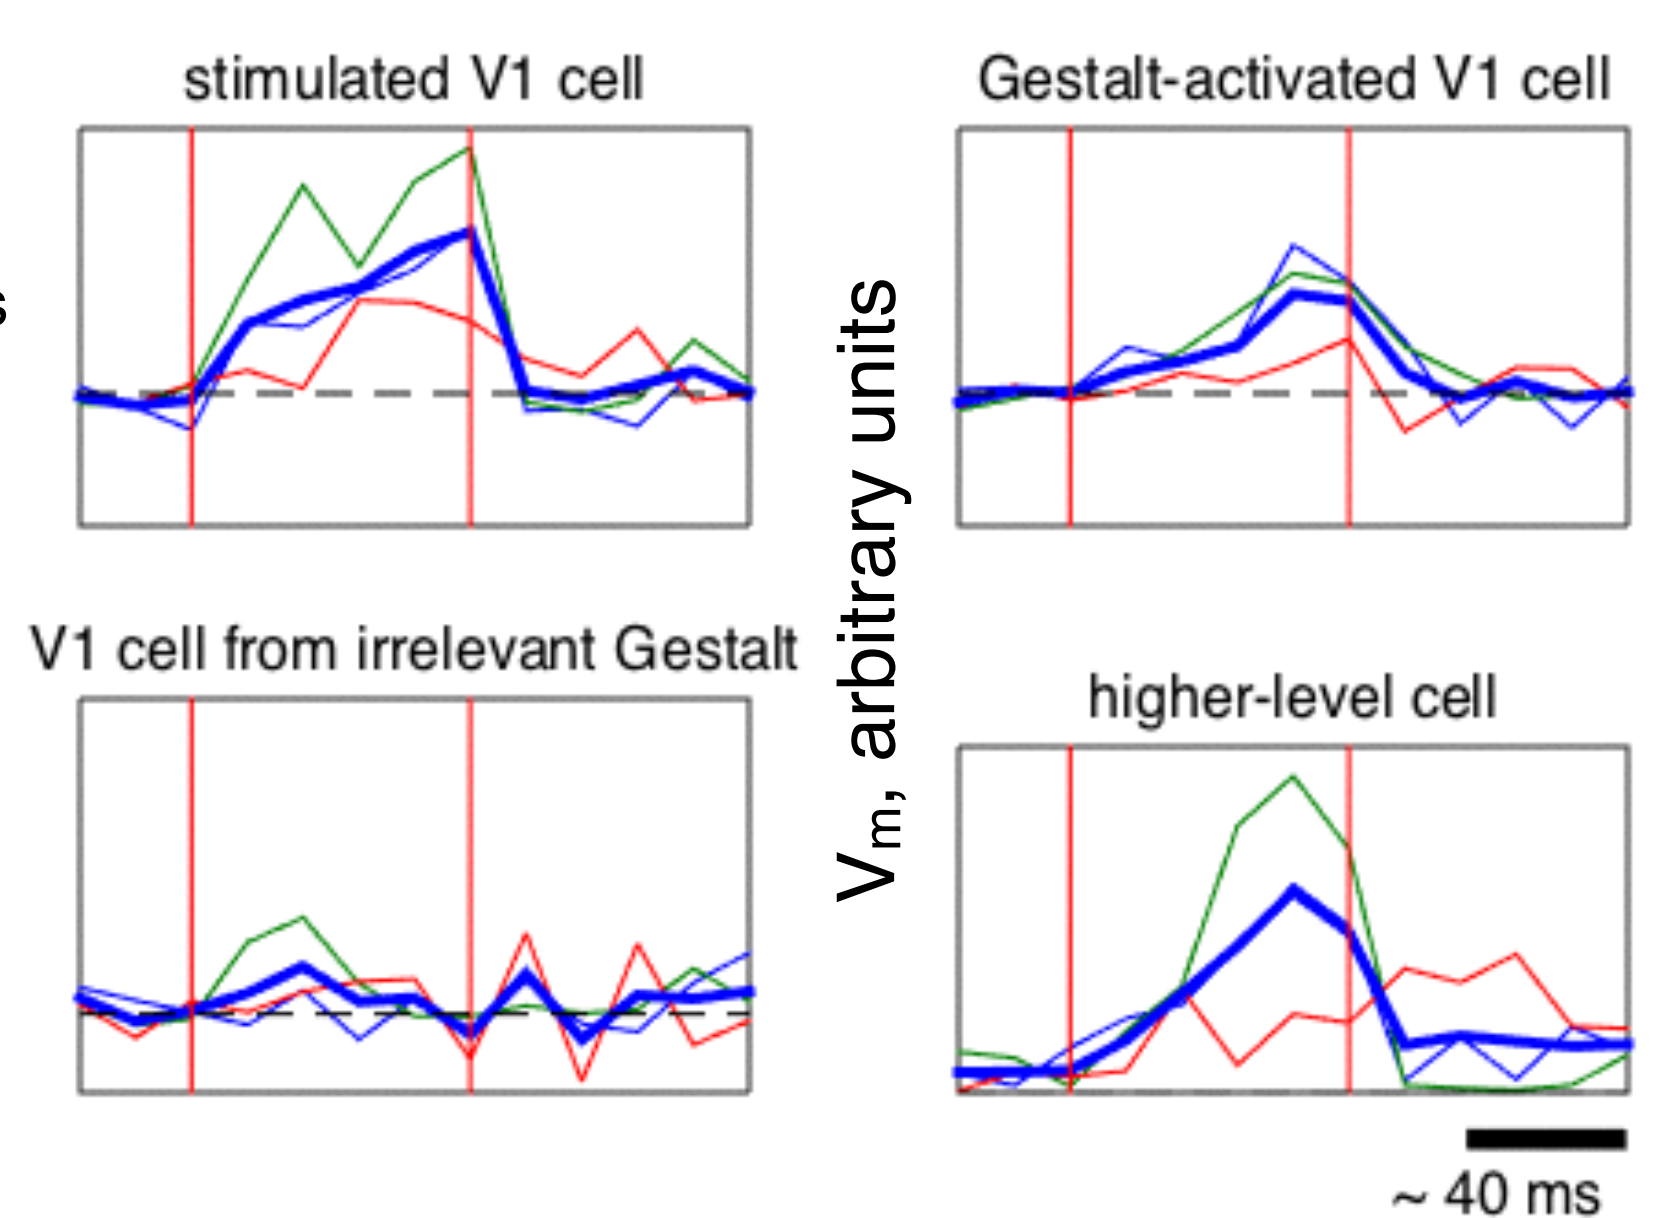 stimulated V1 cell
Gestalt-activated V1 cell
s
Vm, arbitrary units
V1 cell from irrelevant Gestalt
higher-level cell
~ 40 ms